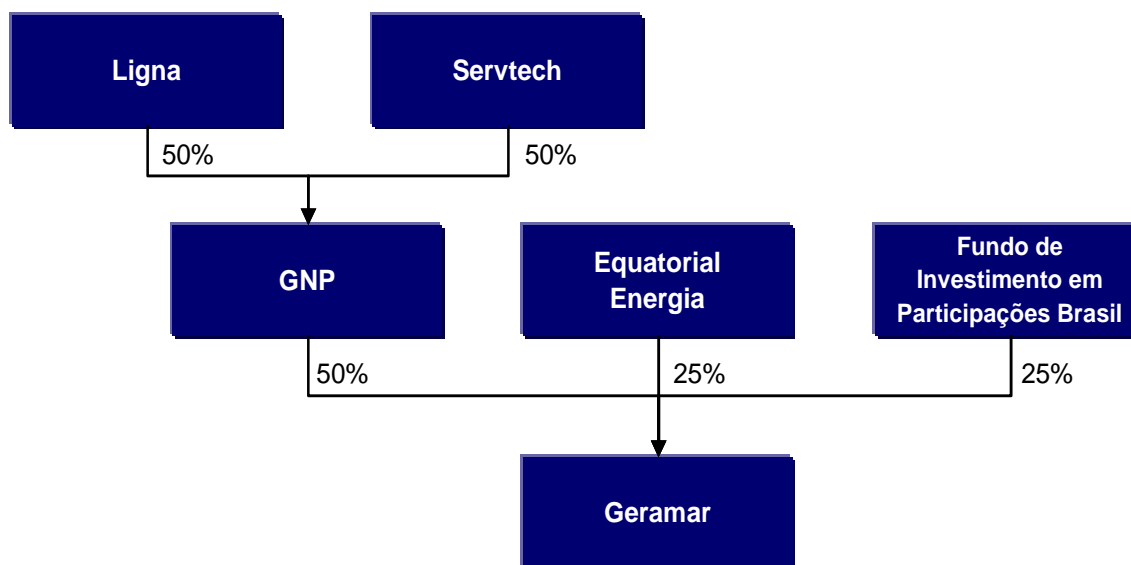 Ligna
Servtech
50%
50%
GNP
Equatorial
Energia
Fundo de
Investimento em
Participações Brasil
50%
25%
25%
Geramar